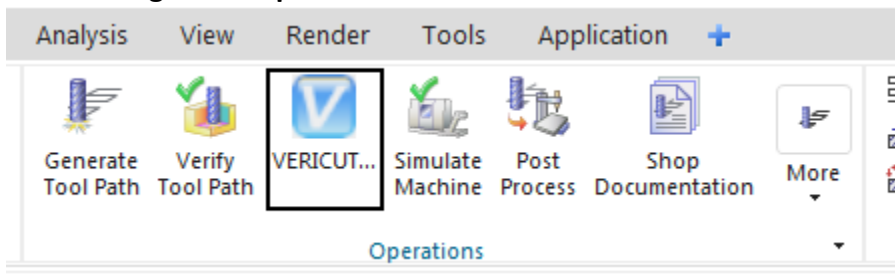 Analysis View Render Tools Application
Generate Verify VERICUT... Simulate Post Shop More
Tool Path Tool Path Machine Process Documentation
Operations